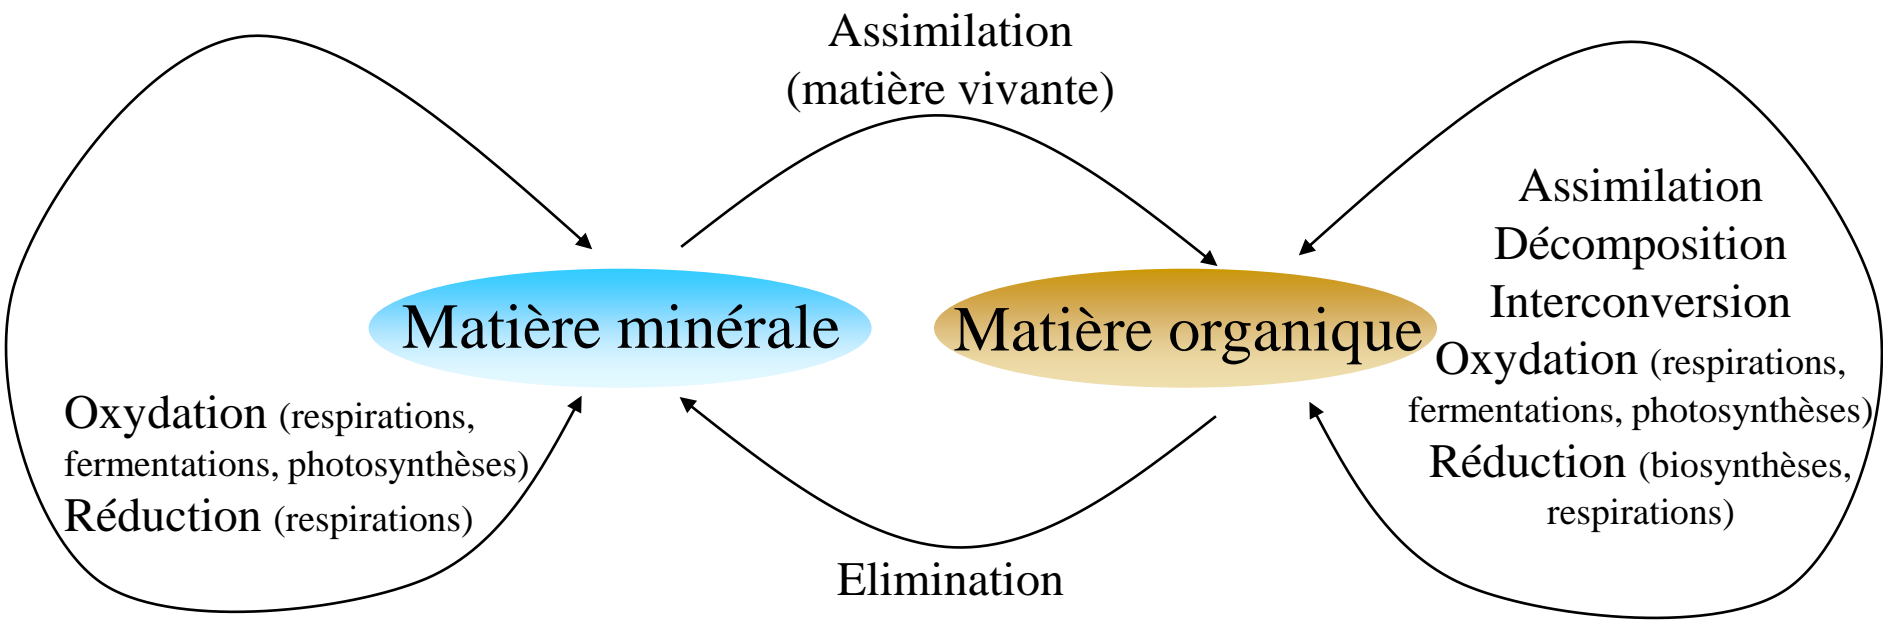 Assimilation
(matière vivante)
Matière minérale
Matière organique
Oxydation (respirations,
fermentations, photosynthèses)
Réduction (respirations)
Assimilation
Décomposition
Interconversion
Oxydation (respirations,
fermentations, photosynthèses)
Réduction (biosynthèses,
respirations)
Elimination